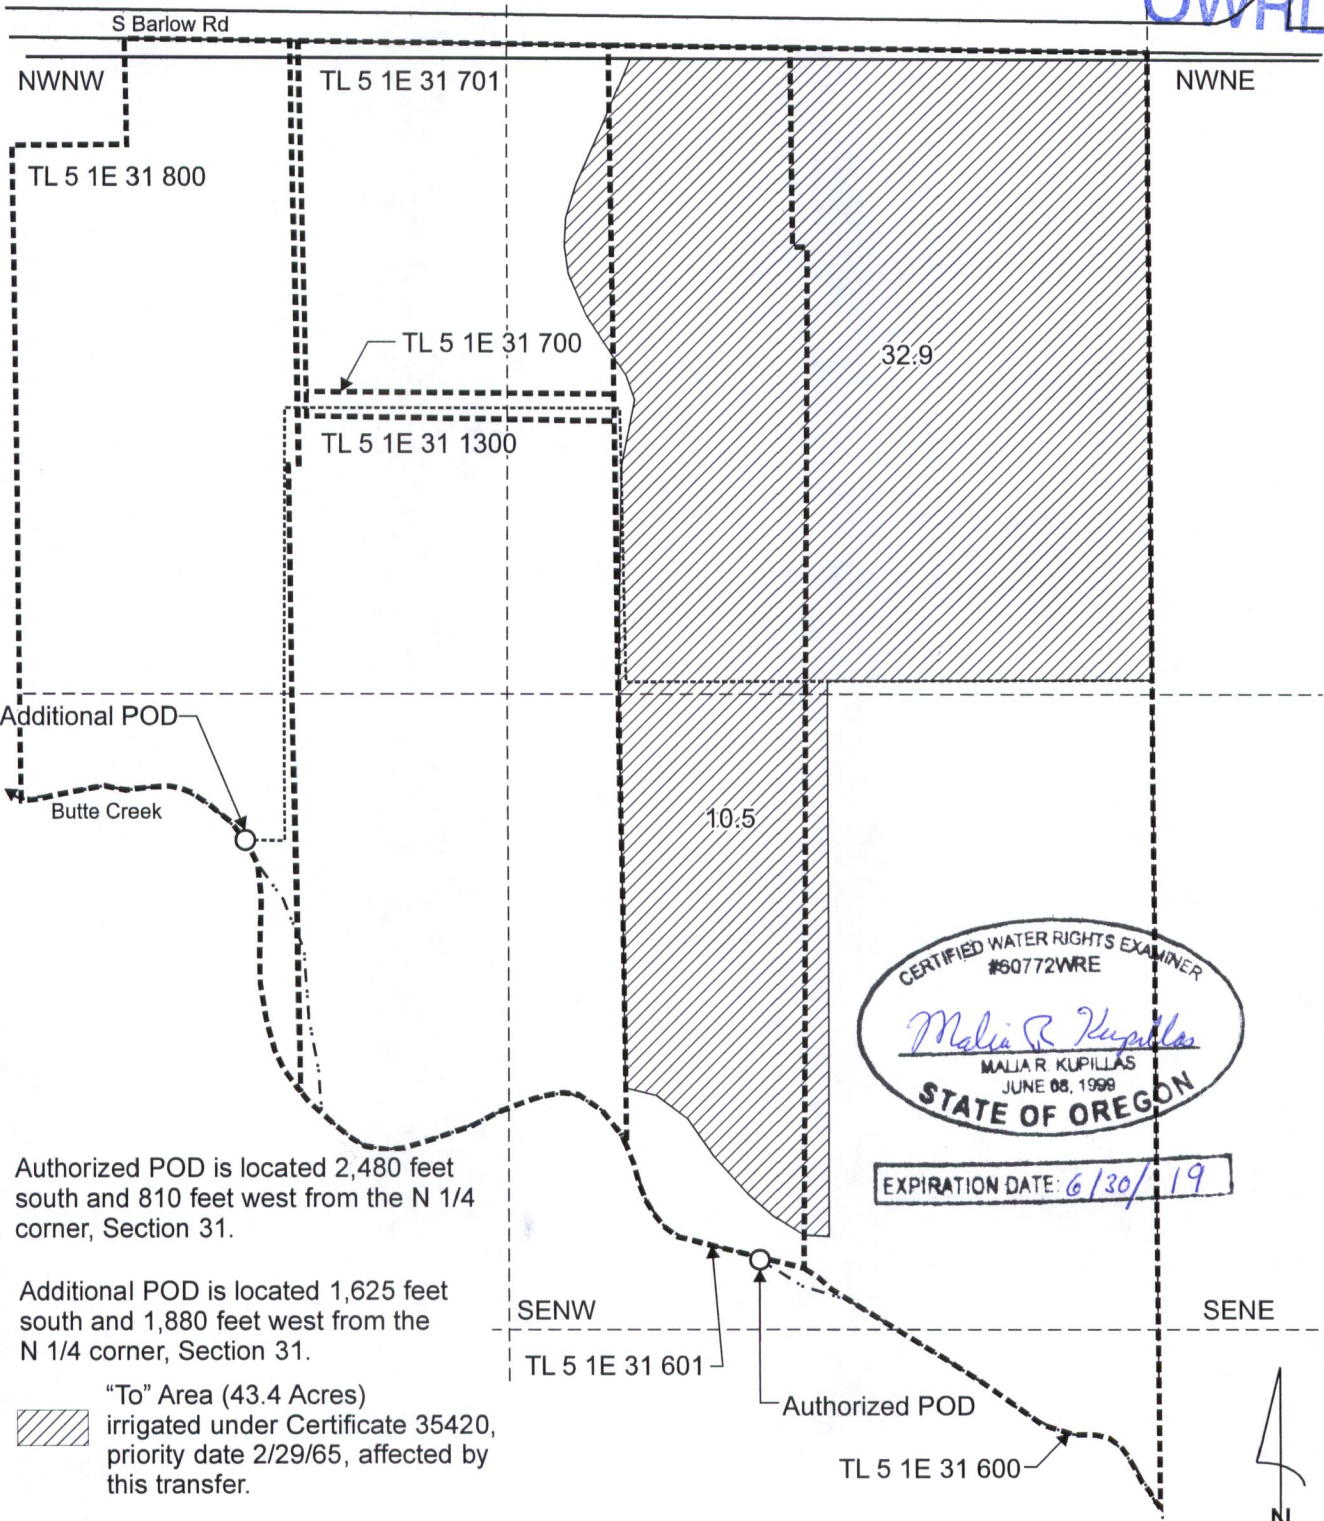 S Barlow Rd
NWNW
TL 5 1E 31 701
NWNE
TL 5 1E 31 800
TL 5 1E 31 700
32.9
TL 5 1E 31 1300
Additional POD
Butte Creek
10.5
CERTIFIED WATER RIGHTS EXAMINER
#60772WRE
Malia R Kupillas
MALIA R. KUPILLAS
JUNE 08, 1999
STATE OF OREGON
EXPIRATION DATE: 6/30/19
Authorized POD is located 2,480 feet
south and 810 feet west from the N 1/4
corner, Section 31.
Additional POD is located 1,625 feet
south and 1,880 feet west from the
N 1/4 corner, Section 31.
SENW
SENE
TL 5 1E 31 601
Authorized POD
"To" Area (43.4 Acres)
irrigated under Certificate 35420,
priority date 2/29/65, affected by
this transfer.
TL 5 1E 31 600
N